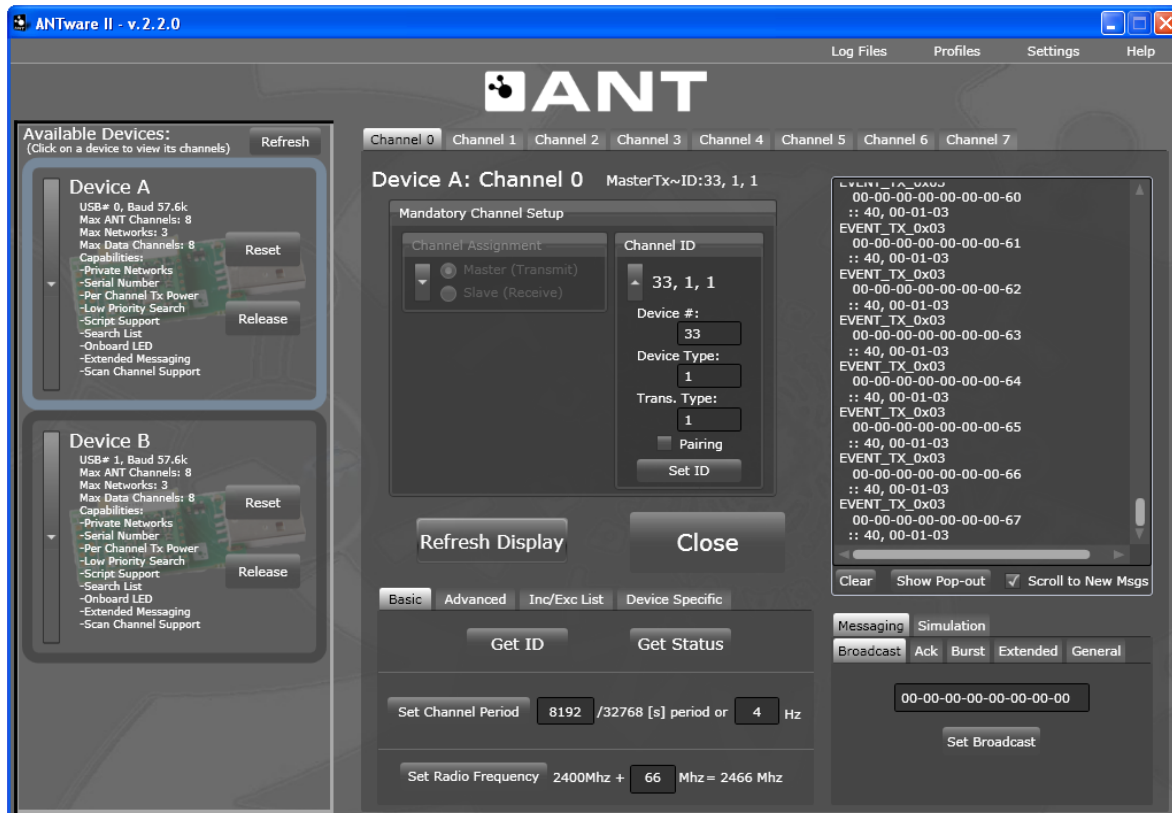 ANTware II - v.2.2.0
Log Files Profiles Settings Help
ANT
Available Devices:
(Click on a device to view its channels)
Refresh
Device A
USB# 0, Baud 57.6k
Max ANT Channels: 8
Max Networks: 3
Max Data Channels: 8
Capabilities:
-Private Networks
-Serial Number
-Per Channel Tx Power
-Low Priority Search
-Script Support
-Search List
-Onboard LED
-Extended Messaging
-Scan Channel Support
Reset
Release
Device B
USB# 1, Baud 57.6k
Max ANT Channels: 8
Max Networks: 3
Max Data Channels: 8
Capabilities:
-Private Networks
-Serial Number
-Per Channel Tx Power
-Low Priority Search
-Script Support
-Search List
-Onboard LED
-Extended Messaging
-Scan Channel Support
Reset
Release
Channel 0 Channel 1 Channel 2 Channel 3 Channel 4 Channel 5 Channel 6 Channel 7
Device A: Channel 0 MasterTx~ID:33, 1, 1
Mandatory Channel Setup
Channel Assignment
Master (Transmit)
Slave (Receive)
Channel ID
33, 1, 1
Device #:
33
Device Type:
1
Trans. Type:
1
Pairing
Set ID
Refresh Display
Close
Basic Advanced Inc/Exc List Device Specific
Get ID Get Status
Set Channel Period 8192 /32768 [s] period or 4 Hz
Set Radio Frequency 2400Mhz + 66 Mhz= 2466 Mhz
EVENT_TX_0x03
00-00-00-00-00-00-00-60
:: 40, 00-01-03
EVENT_TX_0x03
00-00-00-00-00-00-00-61
:: 40, 00-01-03
EVENT_TX_0x03
00-00-00-00-00-00-00-62
:: 40, 00-01-03
EVENT_TX_0x03
00-00-00-00-00-00-00-63
:: 40, 00-01-03
EVENT_TX_0x03
00-00-00-00-00-00-00-64
:: 40, 00-01-03
EVENT_TX_0x03
00-00-00-00-00-00-00-65
:: 40, 00-01-03
EVENT_TX_0x03
00-00-00-00-00-00-00-66
:: 40, 00-01-03
EVENT_TX_0x03
00-00-00-00-00-00-00-67
:: 40, 00-01-03
Clear Show Pop-out Scroll to New Msgs
Messaging Simulation
Broadcast Ack Burst Extended General
00-00-00-00-00-00-00-00
Set Broadcast